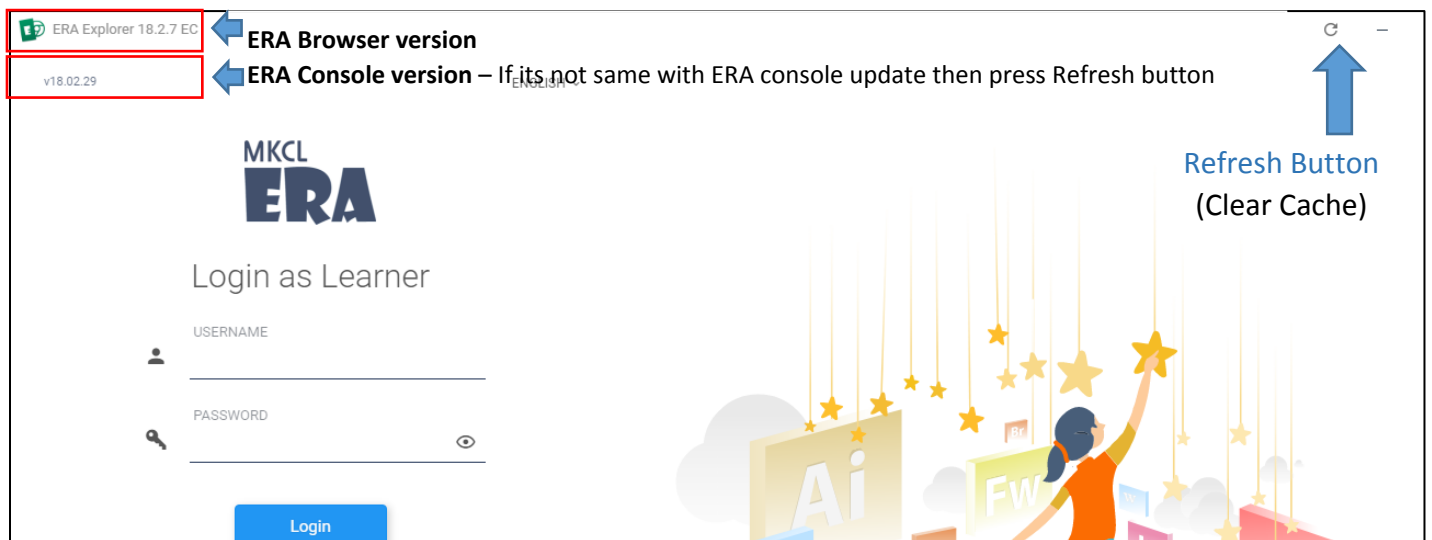 ERA Explorer 18.2.7 EC
ERA Browser version
v18.02.29
ERA Console version – If its not same with ERA console update then press Refresh button
ENGLISH
Refresh Button
(Clear Cache)
MKCL
ERA
Login as Learner
USERNAME
PASSWORD
Login
Ai
Fw
Br
W